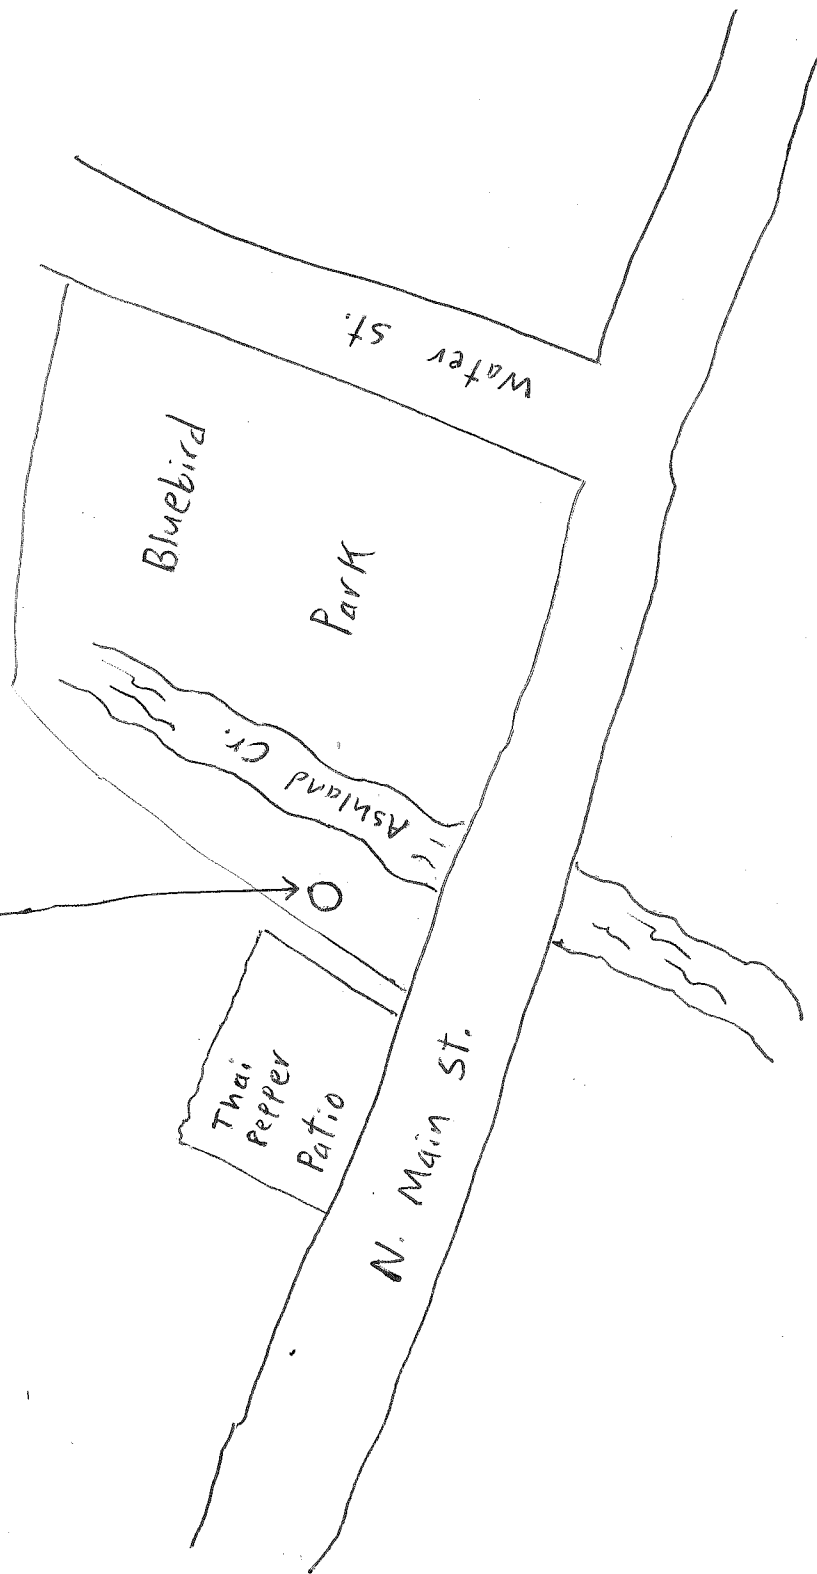 Water St.
Bluebird
Park
Ashland Cr.
Thai
Pepper
Patio
N. Main St.